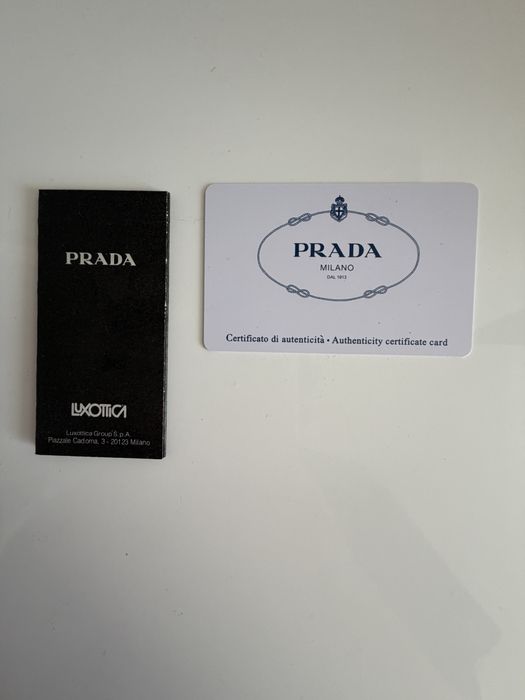 PRADA
LUXOTTICA
Luxottica Group S.p.A.
Piazzale Cadorna, 3 - 20123 Milano
PRADA
MILANO
DAL 1913
Certificato di autenticità • Authenticity certificate card